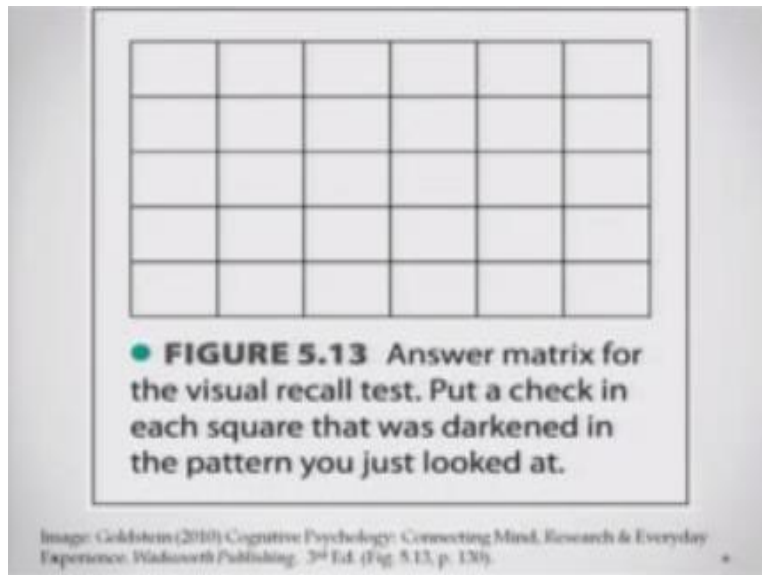 ● FIGURE 5.13 Answer matrix for
the visual recall test. Put a check in
each square that was darkened in
the pattern you just looked at.
Image: Goldstein (2010) Cognitive Psychology: Connecting Mind, Research & Everyday
Experience. Wadsworth Publishing. 3rd Ed. (Fig. 5.13, p. 130).